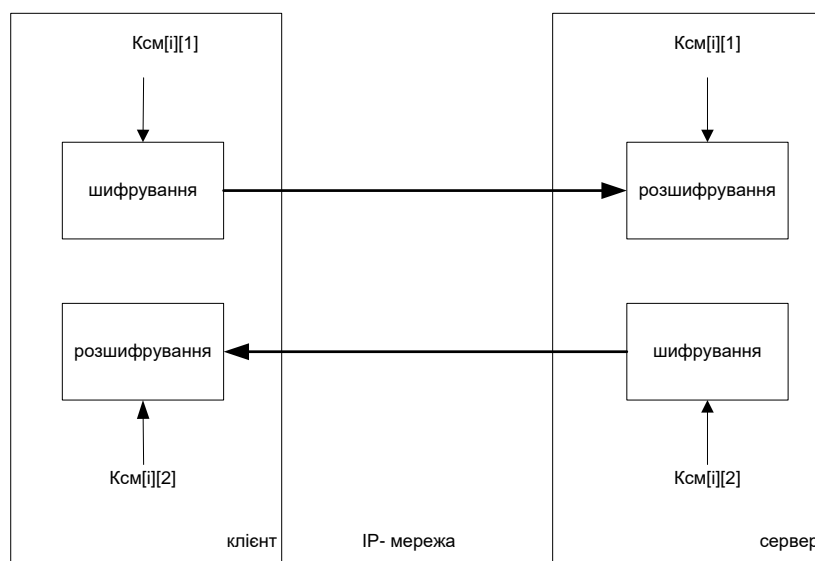 Ксм[i][1]
Ксм[i][1]
шифрування
розшифрування
розшифрування
шифрування
Ксм[i][2]
Ксм[i][2]
клієнт
IP- мережа
сервер